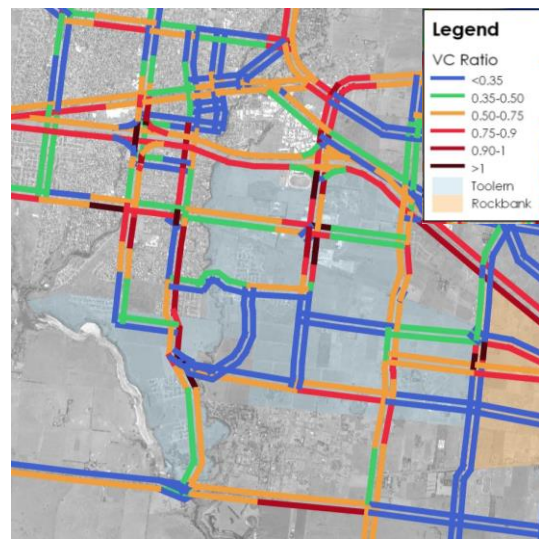 Legend
VC Ratio
<0.35
0.35-0.50
0.50-0.75
0.75-0.9
0.90-1
>1
Toolern
Rockbank